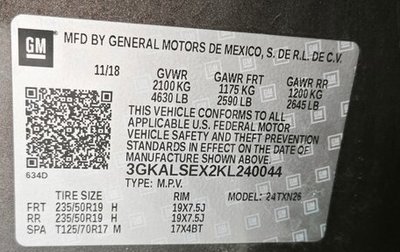 GM MFD BY GENERAL MOTORS DE MEXICO, S. DE R.L. DE C.V.
11/18 GVWR GAWR FRT GAWR RR
2100 KG 1175 KG 1200 KG
4630 LB 2590 LB 2645 LB
THIS VEHICLE CONFORMS TO ALL
APPLICABLE U.S. FEDERAL MOTOR
VEHICLE SAFETY AND THEFT PREVENTION
STANDARDS IN EFFECT ON THE DATE OF
MANUFACTURE SHOWN ABOVE.
634D 3GKALSEX2KL240044
TYPE: M.P.V. MODEL: 24TXN26
TIRE SIZE RIM
FRT 235/50R19 H 19X7.5J
RR 235/50R19 H 19X7.5J
SPA T125/70R17 M 17X4BT